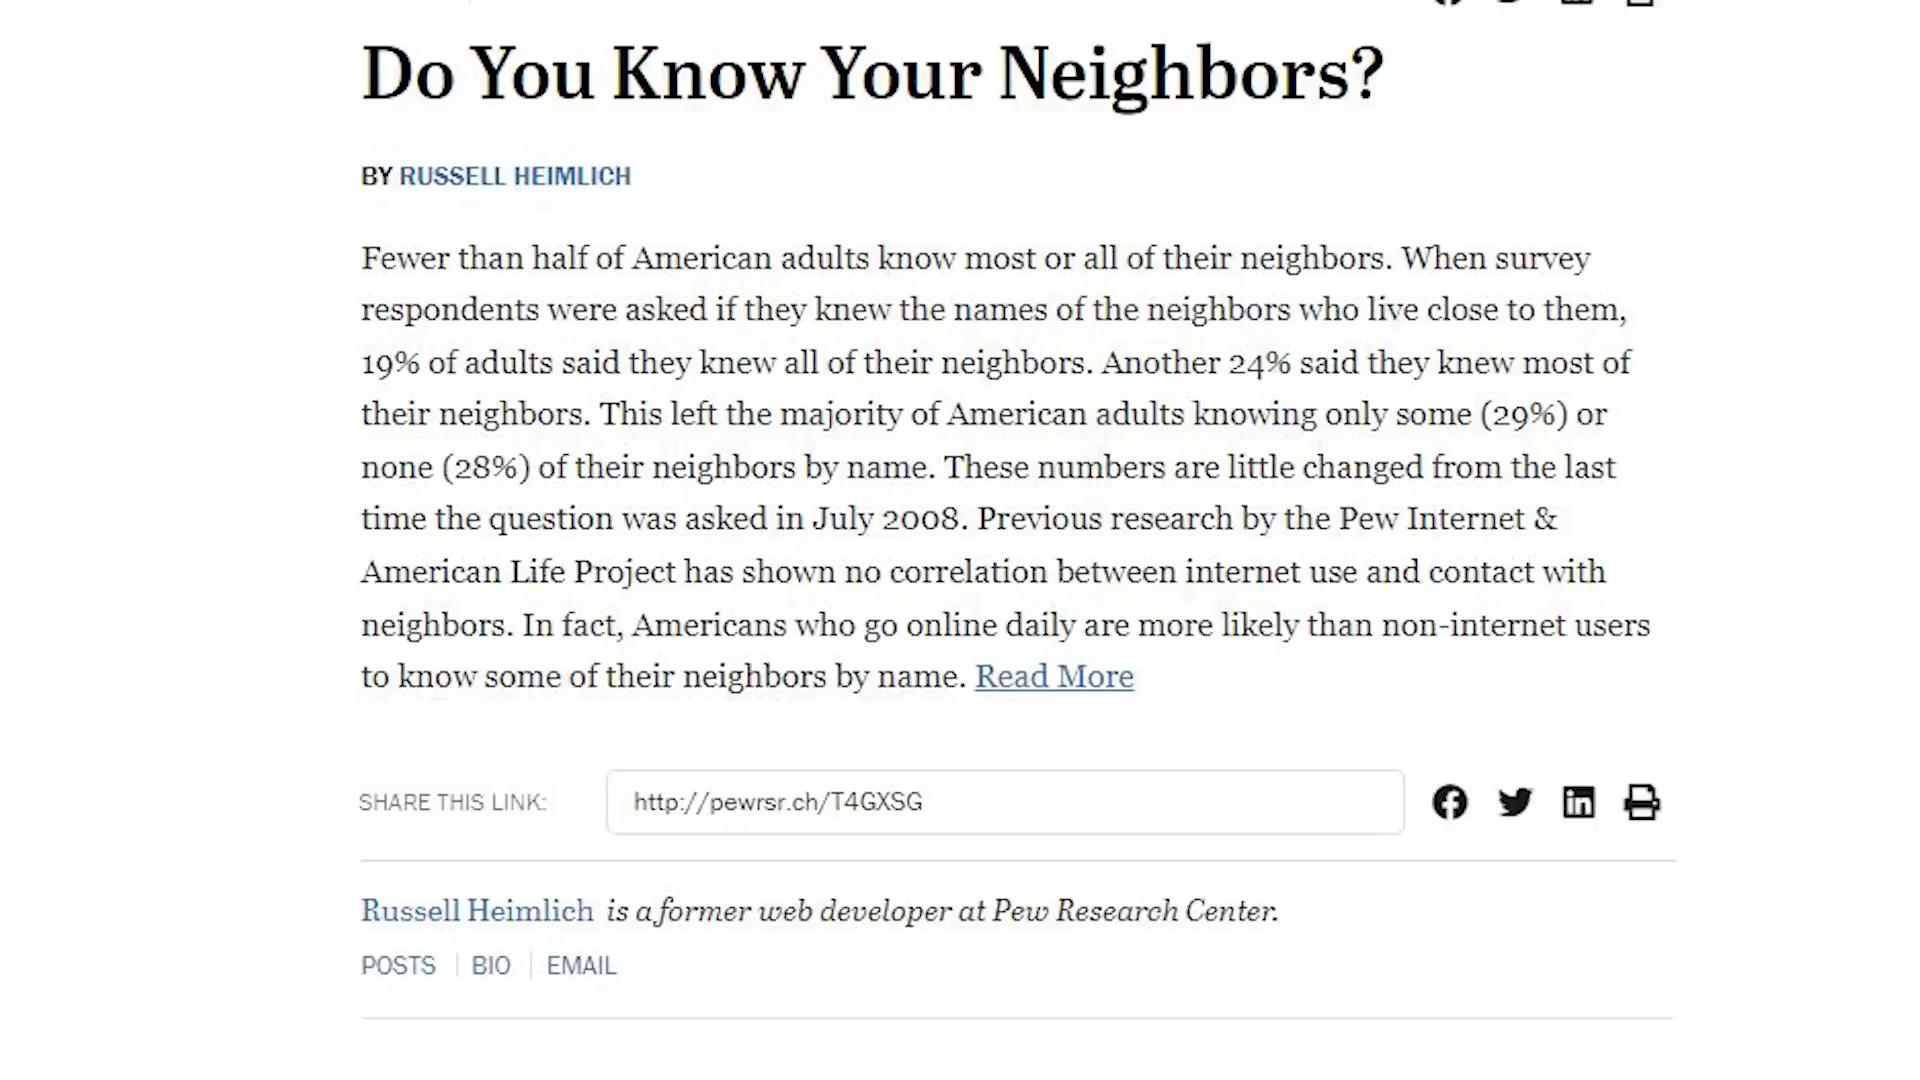 Do You Know Your Neighbors?
BY RUSSELL HEIMLICH
Fewer than half of American adults know most or all of their neighbors. When survey
respondents were asked if they knew the names of the neighbors who live close to them,
19% of adults said they knew all of their neighbors. Another 24% said they knew most of
their neighbors. This left the majority of American adults knowing only some (29%) or
none (28%) of their neighbors by name. These numbers are little changed from the last
time the question was asked in July 2008. Previous research by the Pew Internet &
American Life Project has shown no correlation between internet use and contact with
neighbors. In fact, Americans who go online daily are more likely than non-internet users
to know some of their neighbors by name. Read More
SHARE THIS LINK: http://pewrsr.ch/T4GXSG
Russell Heimlich is a former web developer at Pew Research Center.
POSTS BIO EMAIL